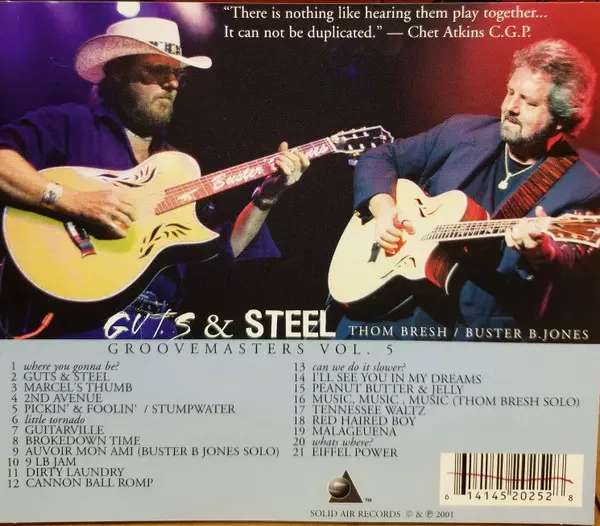 “There is nothing like hearing them play together...
It can not be duplicated.” — Chet Atkins C.G.P.
Buster B. Jones
GUTS & STEEL THOM BRESH / BUSTER B. JONES
GROOVEMASTERS VOL. 5
1 where you gonna be?
2 GUTS & STEEL
3 MARCEL'S THUMB
4 2ND AVENUE
5 PICKIN' & FOOLIN' / STUMPWATER
6 little tornado
7 GUITARVILLE
8 BROKEDOWN TIME
9 AUVOIR MON AMI (BUSTER B JONES SOLO)
10 9 LB JAM
11 DIRTY LAUNDRY
12 CANNON BALL ROMP
13 can we do it slower?
14 I'LL SEE YOU IN MY DREAMS
15 PEANUT BUTTER & JELLY
16 MUSIC, MUSIC , MUSIC (THOM BRESH SOLO)
17 TENNESSEE WALTZ
18 RED HAIRED BOY
19 MALAGEUENA
20 whats where?
21 EIFFEL POWER
TM
SOLID AIR RECORDS © & ℗ 2001
6 14145 20252 8